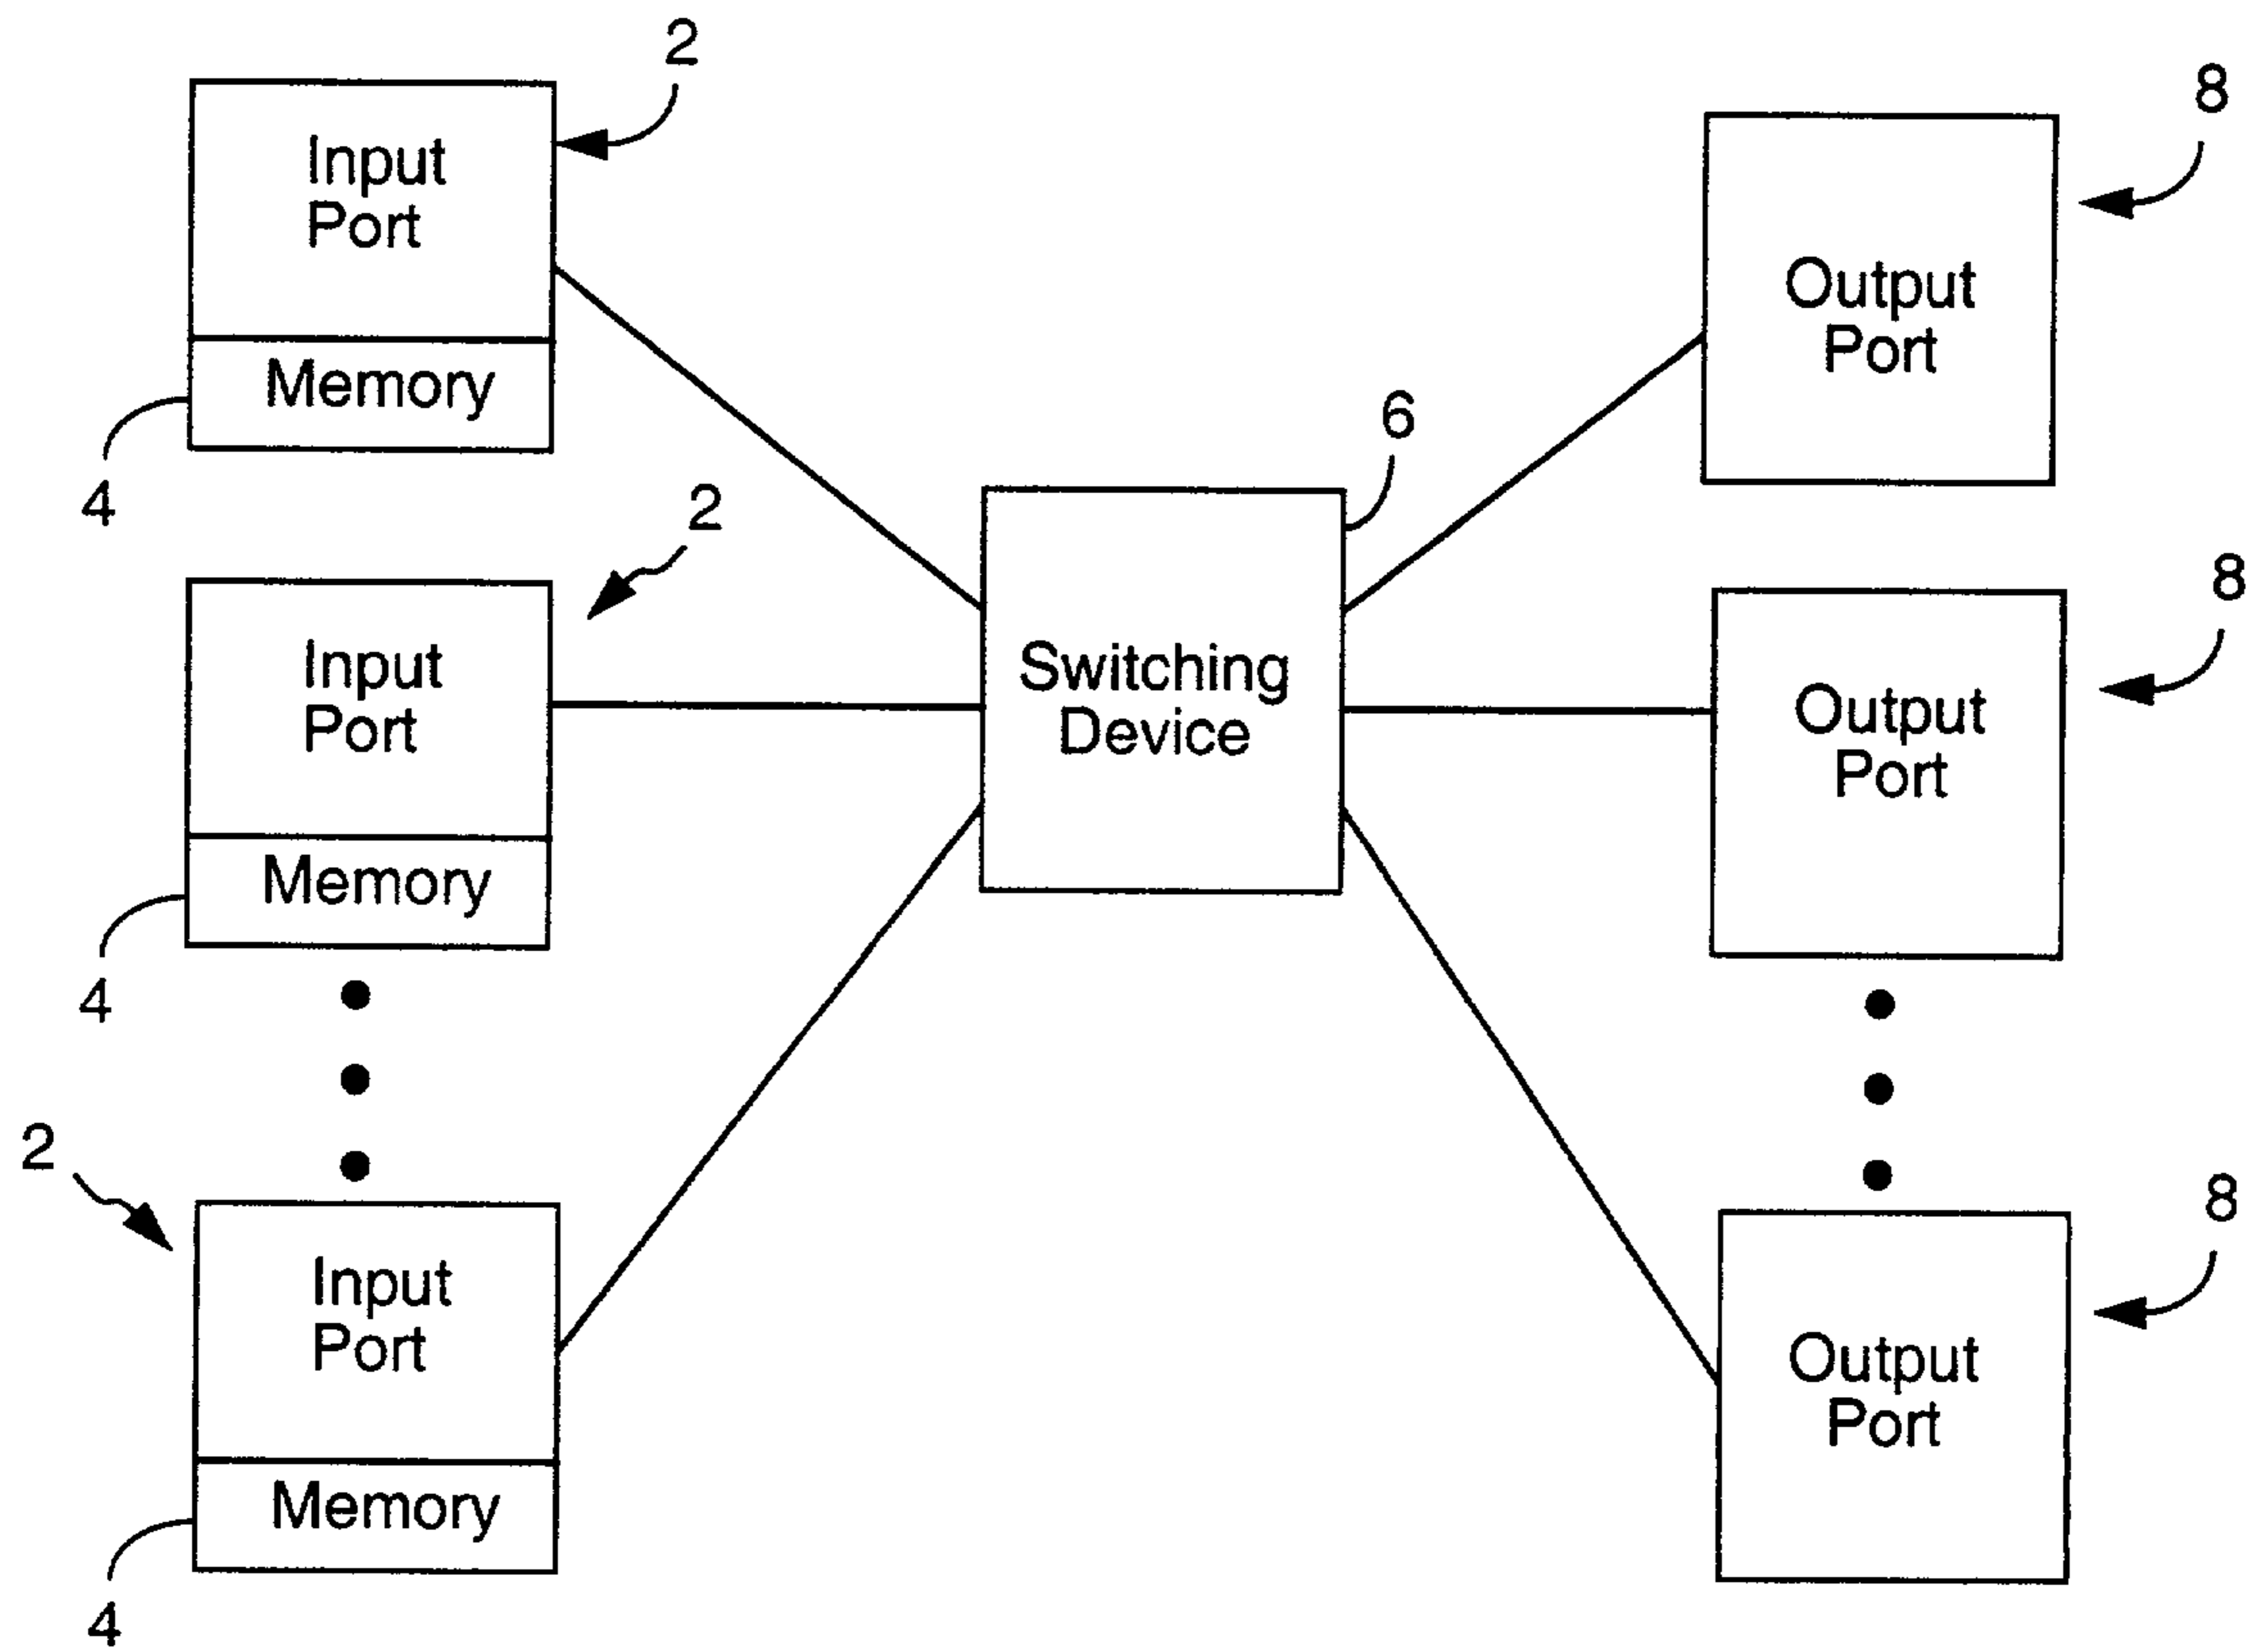 2
Input
Port
Memory
4
2
Input
Port
Memory
4
2
Input
Port
Memory
4
6
Switching
Device
8
Output
Port
8
Output
Port
8
Output
Port